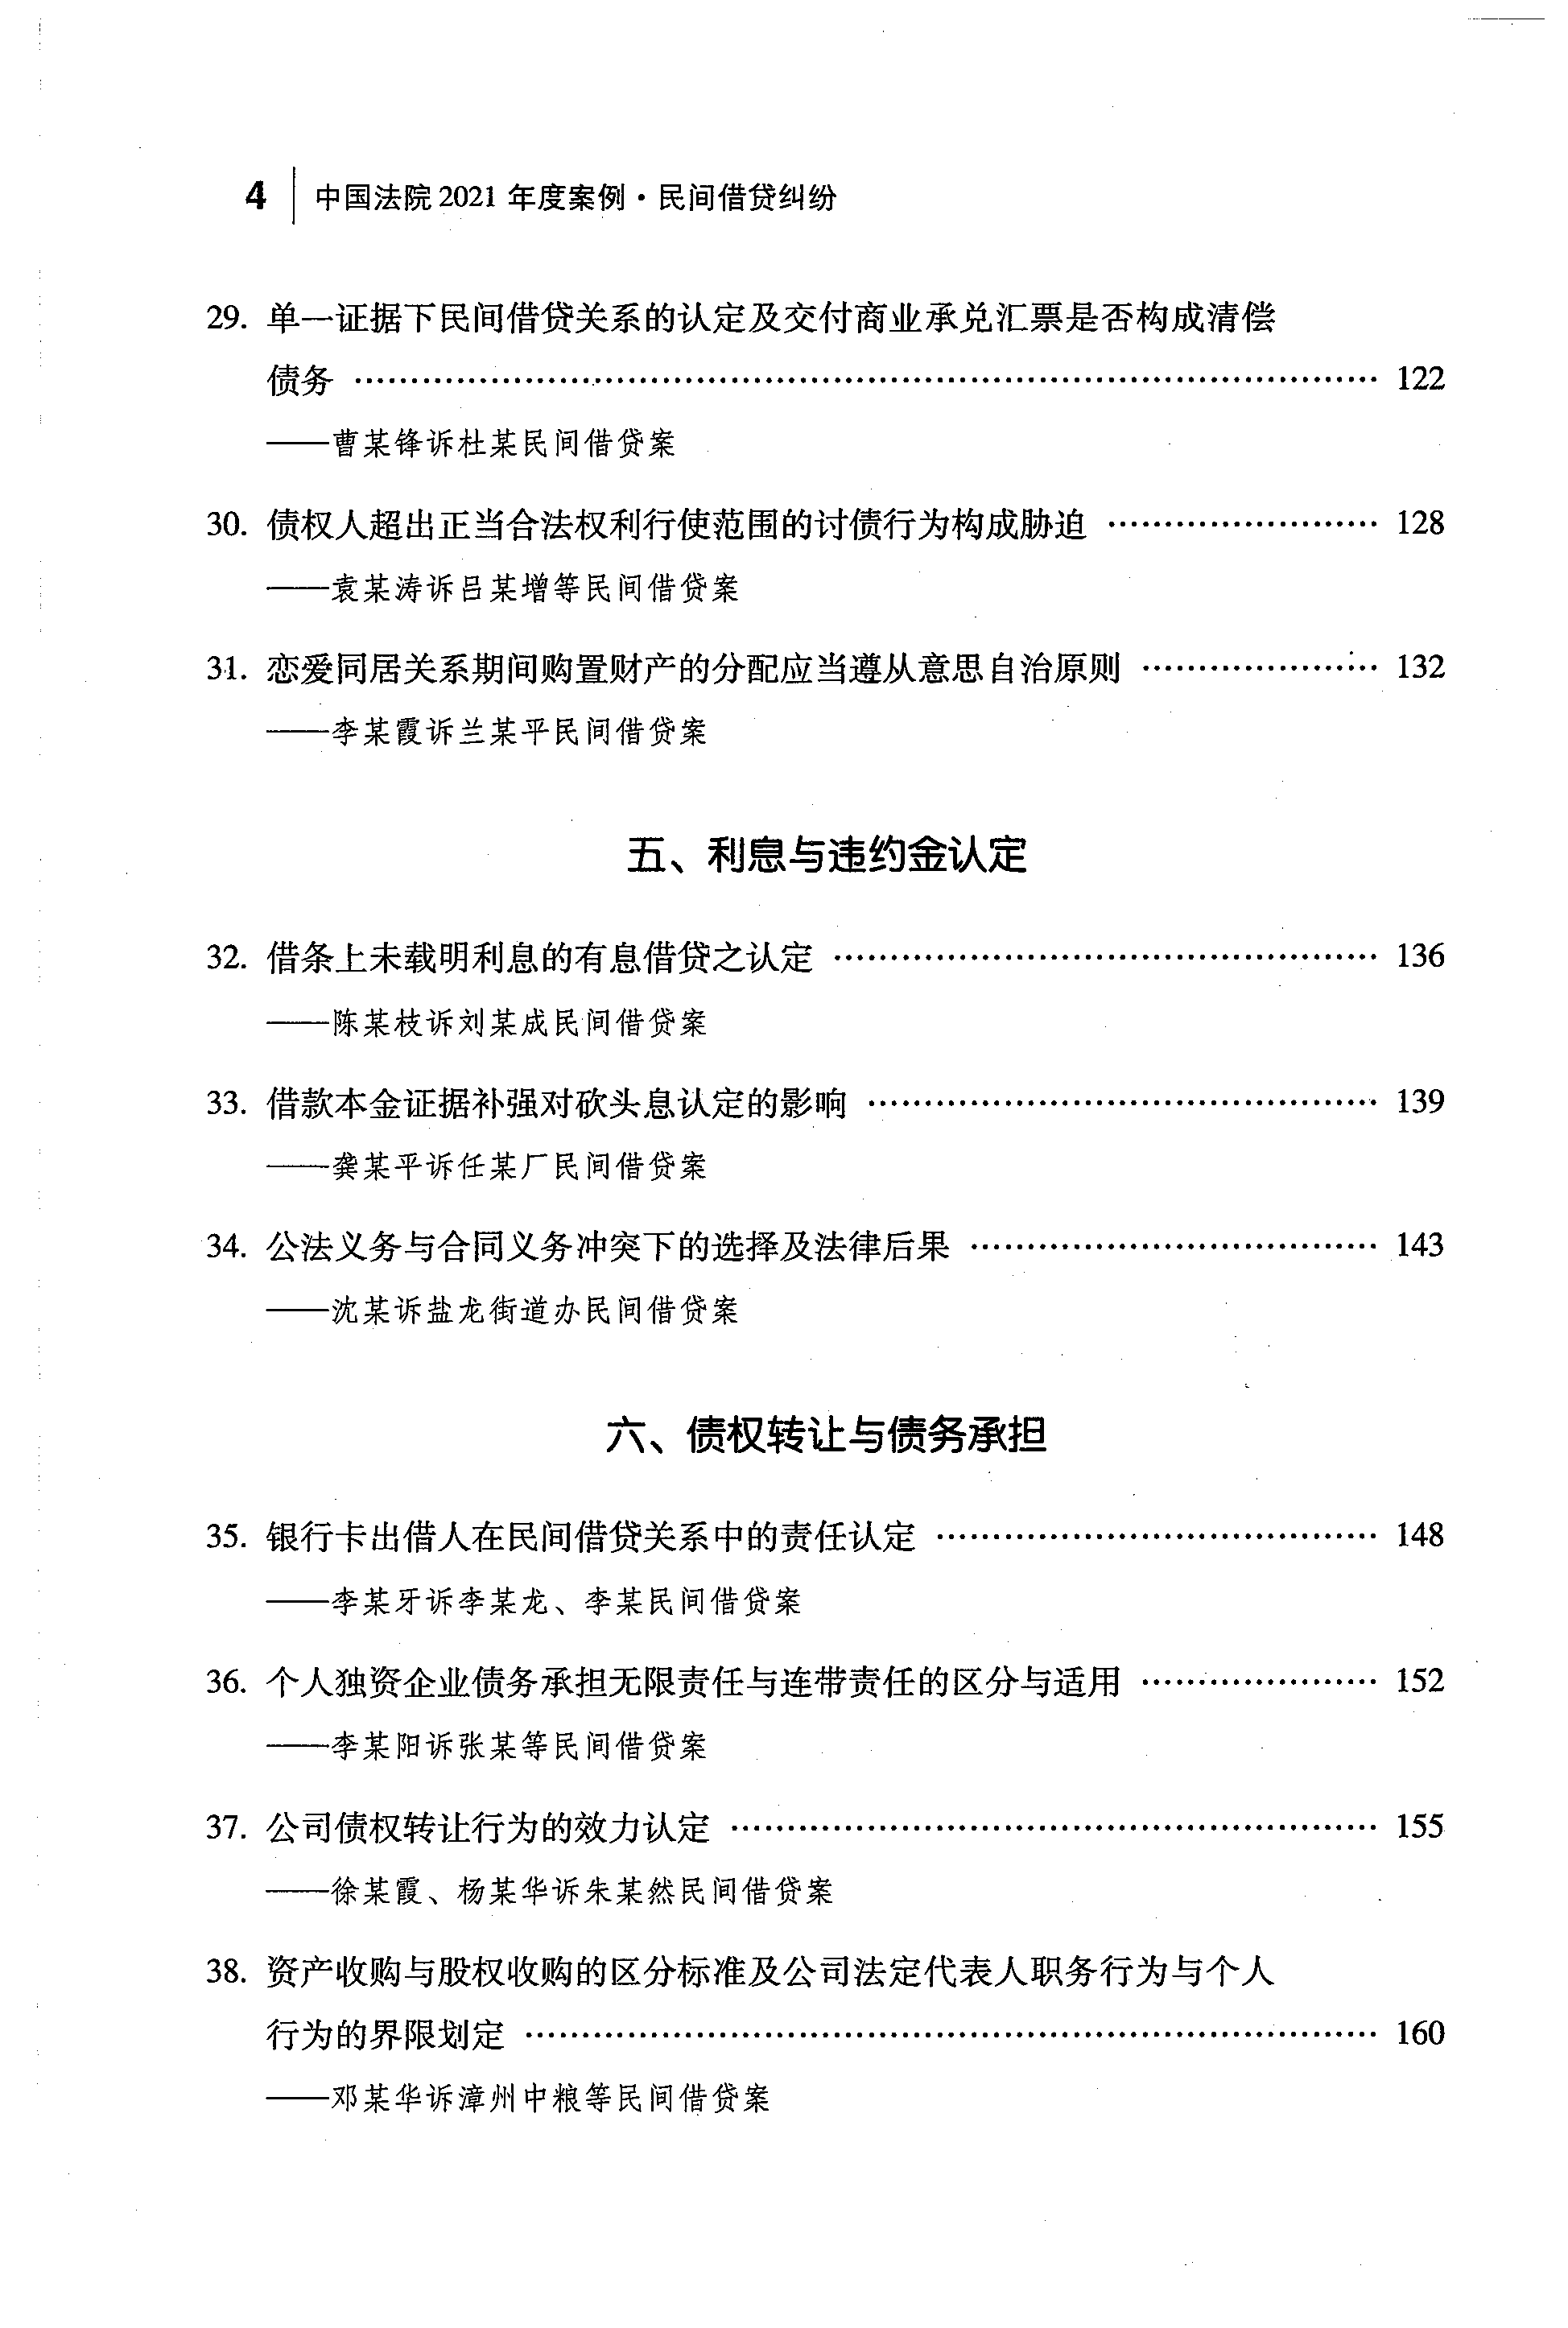 4 中国法院2021年度案例·民间借贷纠纷
29. 单一证据下民间借贷关系的认定及交付商业承兑汇票是否构成清偿
债务 …… 122
——曹某锋诉杜某民间借贷案
30. 债权人超出正当合法权利行使范围的讨债行为构成胁迫 …… 128
——袁某涛诉吕某增等民间借贷案
31. 恋爱同居关系期间购置财产的分配应当遵从意思自治原则 …… 132
——李某霞诉兰某平民间借贷案
五、利息与违约金认定
32. 借条上未载明利息的有息借贷之认定 …… 136
——陈某枝诉刘某成民间借贷案
33. 借款本金证据补强对砍头息认定的影响 …… 139
——龚某平诉任某厂民间借贷案
34. 公法义务与合同义务冲突下的选择及法律后果 …… 143
——沈某诉盐龙街道办民间借贷案
六、债权转让与债务承担
35. 银行卡出借人在民间借贷关系中的责任认定 …… 148
——李某牙诉李某龙、李某民间借贷案
36. 个人独资企业债务承担无限责任与连带责任的区分与适用 …… 152
——李某阳诉张某等民间借贷案
37. 公司债权转让行为的效力认定 …… 155
——徐某霞、杨某华诉朱某然民间借贷案
38. 资产收购与股权收购的区分标准及公司法定代表人职务行为与个人
行为的界限划定 …… 160
——邓某华诉漳州中粮等民间借贷案